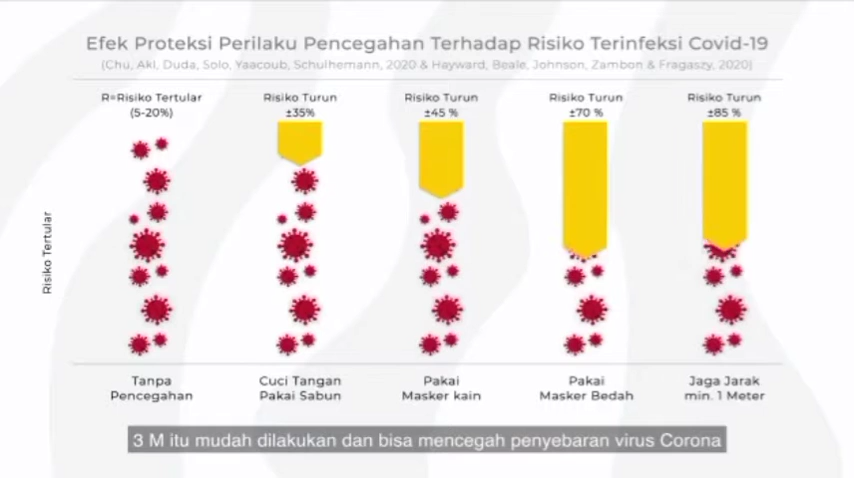 Efek Proteksi Perilaku Pencegahan Terhadap Risiko Terinfeksi Covid-19
(Chu, Akl, Duda, Solo, Yaacoub, Schulhemann, 2020 & Hayward, Beale, Johnson, Zambon & Fragaszy, 2020)
R=Risiko Tertular
(5-20%)
Risiko Turun
±35%
Risiko Turun
±45 %
Risiko Turun
±70 %
Risiko Turun
±85 %
Risiko Tertular
Tanpa
Pencegahan
Cuci Tangan
Pakai Sabun
Pakai
Masker kain
Pakai
Masker Bedah
Jaga Jarak
min. 1 Meter
3 M itu mudah dilakukan dan bisa mencegah penyebaran virus Corona